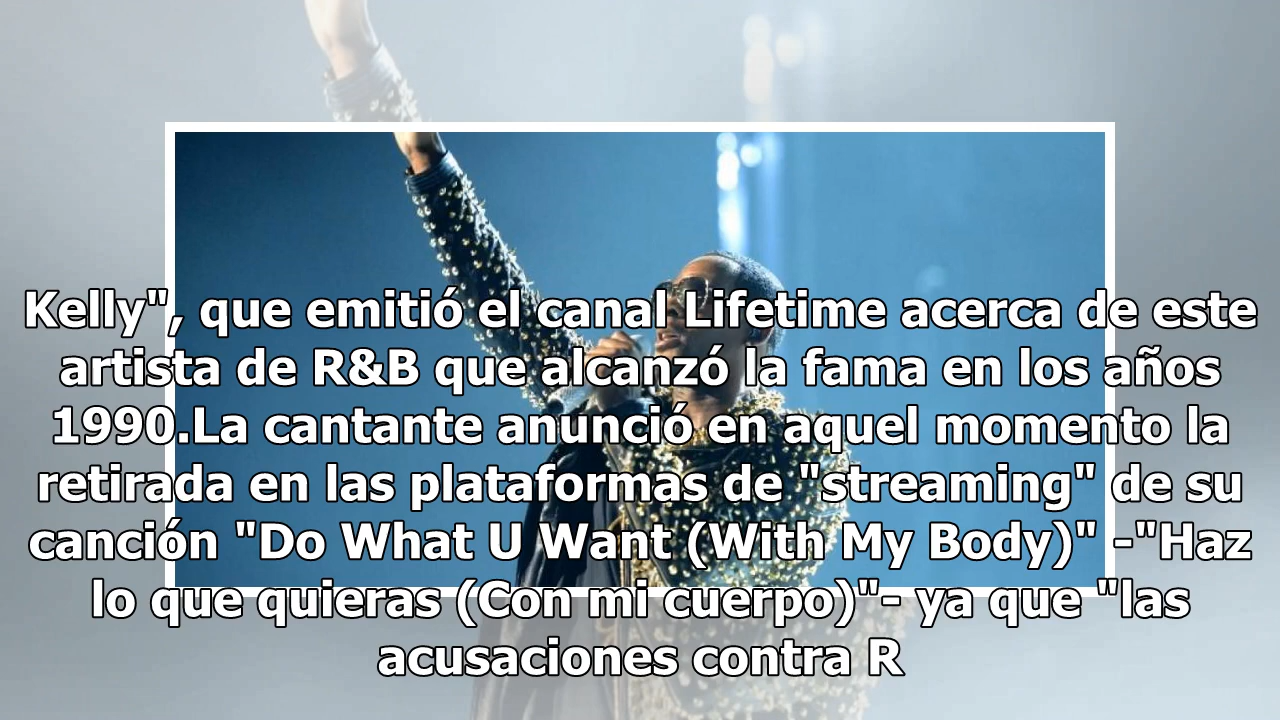 Kelly", que emitió el canal Lifetime acerca de este
artista de R&B que alcanzó la fama en los años
1990.La cantante anunció en aquel momento la
retirada en las plataformas de "streaming" de su
canción "Do What U Want (With My Body)" -"Haz
lo que quieras (Con mi cuerpo)"- ya que "las
acusaciones contra R